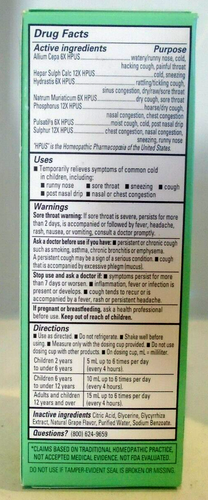 Drug Facts
Active ingredients Purpose
Allium Cepa 6X HPUS watery/runny nose, cold,
hacking cough, painful throat
Hepar Sulph Calc 12X HPUS cold, sneezing
Hydrastis 6X HPUS rattling/tickling cough,
sinus congestion, dry/raw/sore throat
Natrum Muriaticum 6X HPUS dry cough, sore throat
Phosphorus 12X HPUS hoarse/dry cough,
nasal/chest congestion
Pulsatilla 6X HPUS moist cough, cold, post nasal drip
Sulphur 12X HPUS chest congestion, nasal congestion,
sneezing, runny nose
"HPUS" is the Homeopathic Pharmacopoeia of the United States.
Uses
■ Temporarily relieves symptoms of common cold
in children, including:
■ runny nose ■ sore throat ■ sneezing ■ cough
■ post nasal drip ■ nasal or chest congestion
Warnings
Sore throat warning: If sore throat is severe, persists for more
than 2 days, is accompanied or followed by fever, headache,
rash, nausea, or vomiting, consult a doctor promptly.
Ask a doctor before use if you have: ■ persistent or chronic cough
such as smoking, asthma, chronic bronchitis or emphysema.
A persistent cough may be a sign of a serious condition. ■ Cough
that is accompanied by excessive phlegm (mucus).
Stop use and ask a doctor if: ■ symptoms persist for more
than 7 days or worsen. ■ inflammation, fever or infection is
present or develops. ■ cough tends to recur or is
accompanied by a fever, rash or persistent headache.
If pregnant or breastfeeding, ask a health professional
before use. Keep out of reach of children.
Directions
■ Use as directed. ■ Do not refrigerate. ■ Shake well before
using. ■ Measure only with the dosing cup provided. ■ Do not use
dosing cup with other products. ■ On dosing cup, mL = milliliter.
Children 2 years 5 mL up to 6 times per day
to under 6 years (every 4 hours).
Children 6 years 10 mL up to 6 times per day
to under 12 years (every 4 hours).
Adults and children 15 mL up to 6 times per day
12 years and over (every 4 hours).
Inactive ingredients Citric Acid, Glycerine, Glycyrrhiza
Extract, Natural Grape Flavor, Purified Water, Sodium Benzoate.
Questions? (800) 624-9659
*CLAIMS BASED ON TRADITIONAL HOMEOPATHIC PRACTICE,
NOT ACCEPTED MEDICAL EVIDENCE. NOT FDA EVALUATED.
DO NOT USE IF TAMPER-EVIDENT SEAL IS BROKEN OR MISSING.